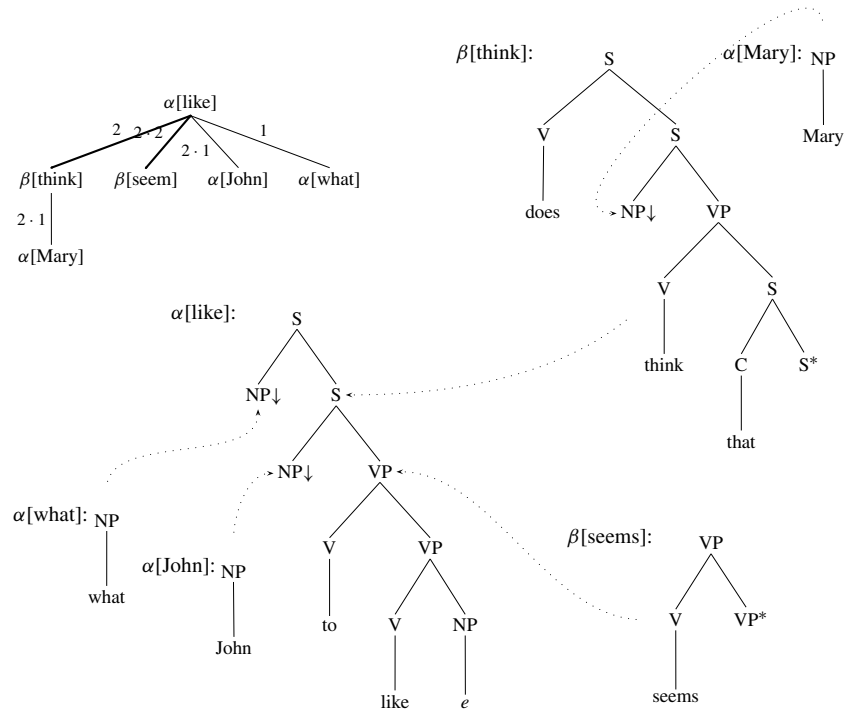 β[think]: S α[Mary]: NP
α[like]
2 2 · 2 2 · 1 1
V S Mary
β[think] β[seem] α[John] α[what]
does NP↓ VP
2 · 1
α[Mary]
V S
α[like]: S
think C S*
NP↓ S
that
NP↓ VP
α[what]: NP
β[seems]: VP
V VP
α[John]: NP
what
V VP*
to V NP
John
seems
like e